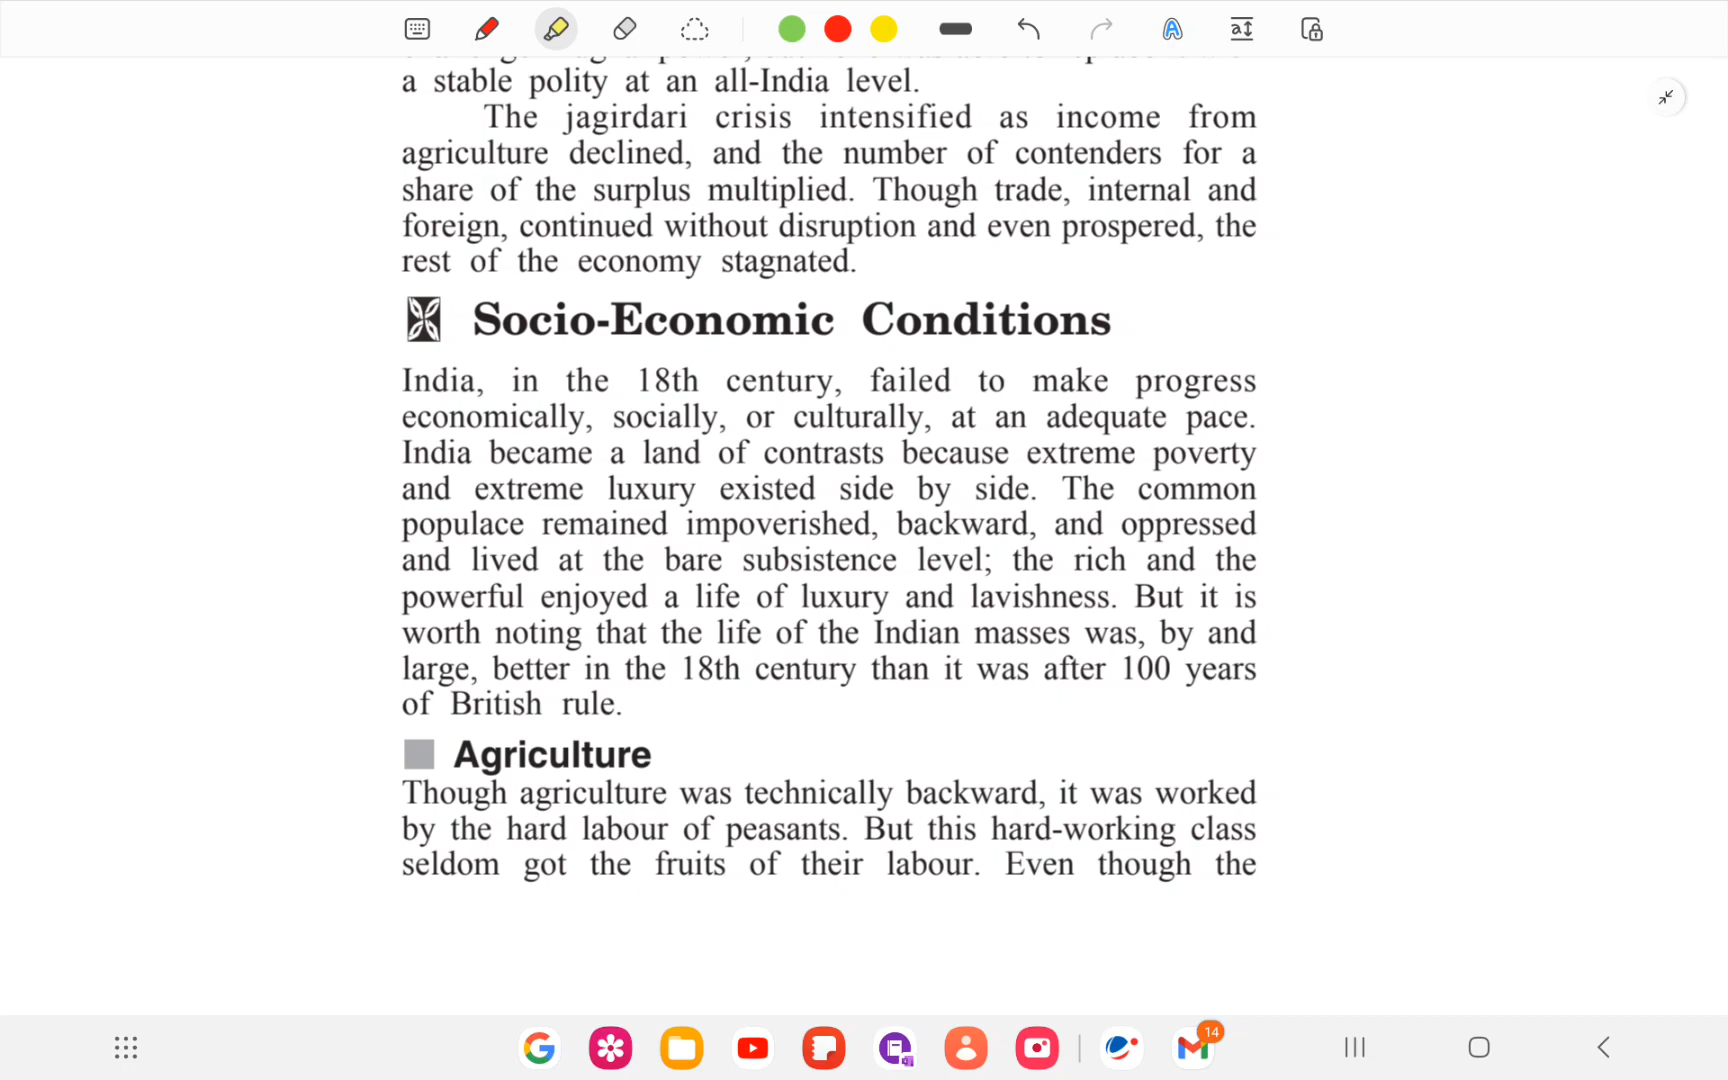 a stable polity at an all-India level.
The jagirdari crisis intensified as income from
agriculture declined, and the number of contenders for a
share of the surplus multiplied. Though trade, internal and
foreign, continued without disruption and even prospered, the
rest of the economy stagnated.
Socio-Economic Conditions
India, in the 18th century, failed to make progress
economically, socially, or culturally, at an adequate pace.
India became a land of contrasts because extreme poverty
and extreme luxury existed side by side. The common
populace remained impoverished, backward, and oppressed
and lived at the bare subsistence level; the rich and the
powerful enjoyed a life of luxury and lavishness. But it is
worth noting that the life of the Indian masses was, by and
large, better in the 18th century than it was after 100 years
of British rule.
Agriculture
Though agriculture was technically backward, it was worked
by the hard labour of peasants. But this hard-working class
seldom got the fruits of their labour. Even though the
14